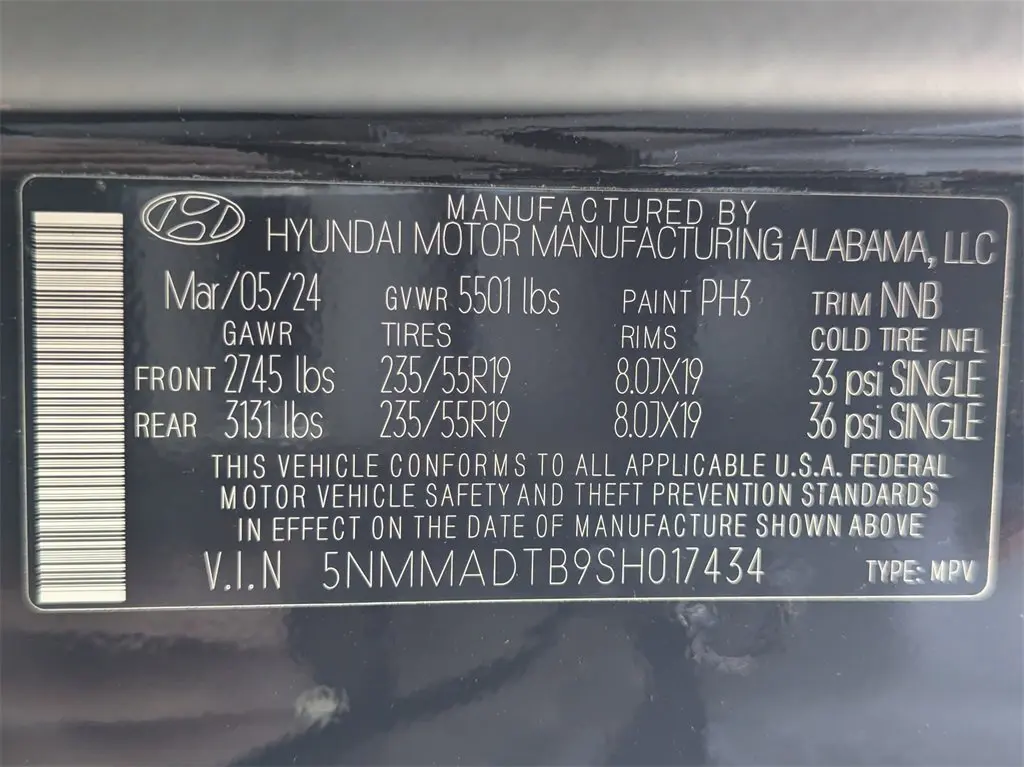 MANUFACTURED BY
HYUNDAI MOTOR MANUFACTURING ALABAMA, LLC
Mar/05/24 GVWR 5501 lbs PAINT PH3 TRIM NNB
GAWR TIRES RIMS COLD TIRE INFL
FRONT 2745 lbs 235/55R19 8.0JX19 33 psi SINGLE
REAR 3131 lbs 235/55R19 8.0JX19 36 psi SINGLE
THIS VEHICLE CONFORMS TO ALL APPLICABLE U.S.A. FEDERAL
MOTOR VEHICLE SAFETY AND THEFT PREVENTION STANDARDS
IN EFFECT ON THE DATE OF MANUFACTURE SHOWN ABOVE
V.I.N 5NMMADTB9SH017434 TYPE: MPV